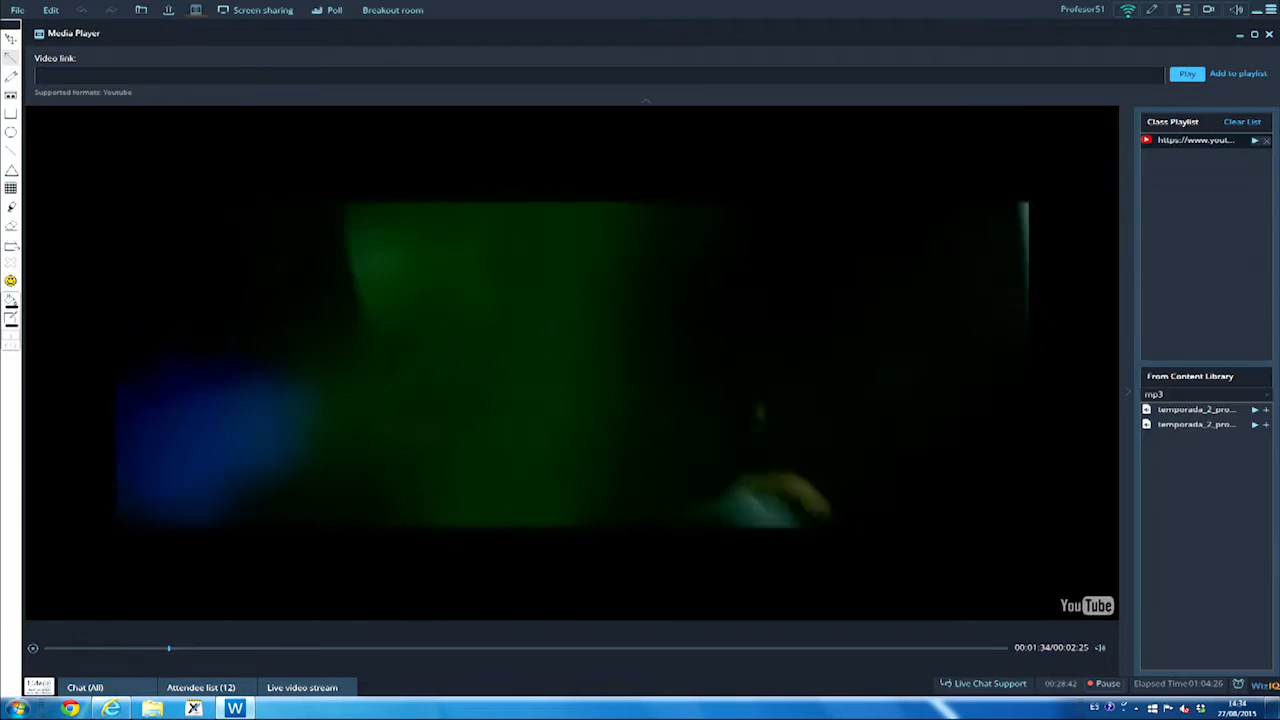 File Edit Screen sharing Poll Breakout room Profesor51
Media Player
Video link:
Play Add to playlist
Supported formats: Youtube
Class Playlist Clear List
https://www.yout...
From Content Library
mp3
temporada_2_pro...
temporada_2_pro...
YouTube
00:01:34/00:02:25
Chat (All) Attendee list (12) Live video stream
Live Chat Support 00:28:42 Pause Elapsed Time 01:04:26 WizIQ
ES 14:34
27/08/2015